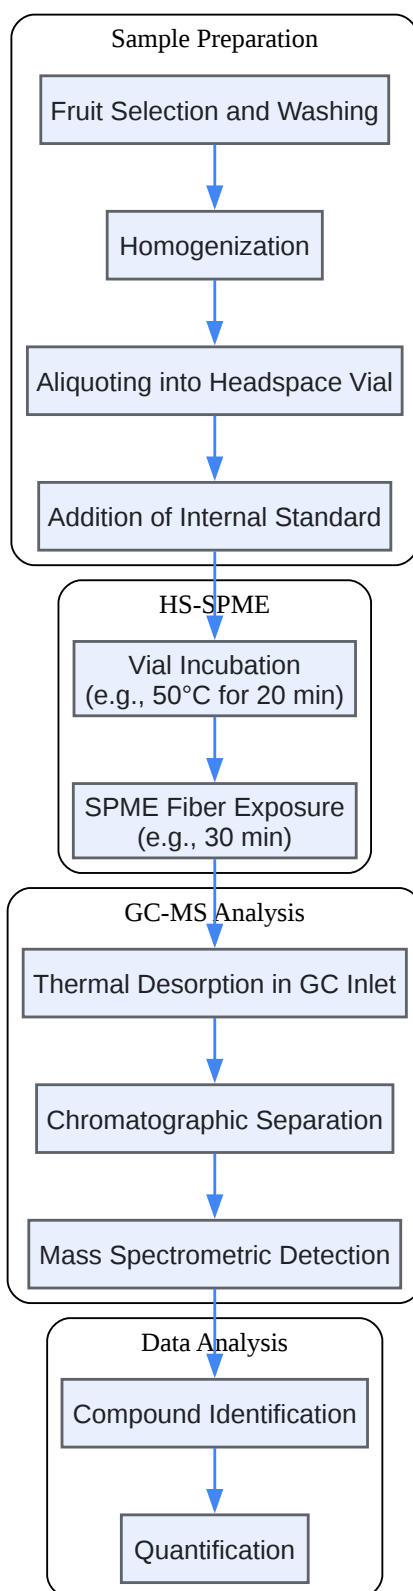 Sample Preparation
Fruit Selection and Washing
Homogenization
Aliquoting into Headspace Vial
Addition of Internal Standard
HS-SPME
Vial Incubation
(e.g., 50°C for 20 min)
SPME Fiber Exposure
(e.g., 30 min)
GC-MS Analysis
Thermal Desorption in GC Inlet
Chromatographic Separation
Mass Spectrometric Detection
Data Analysis
Compound Identification
Quantification